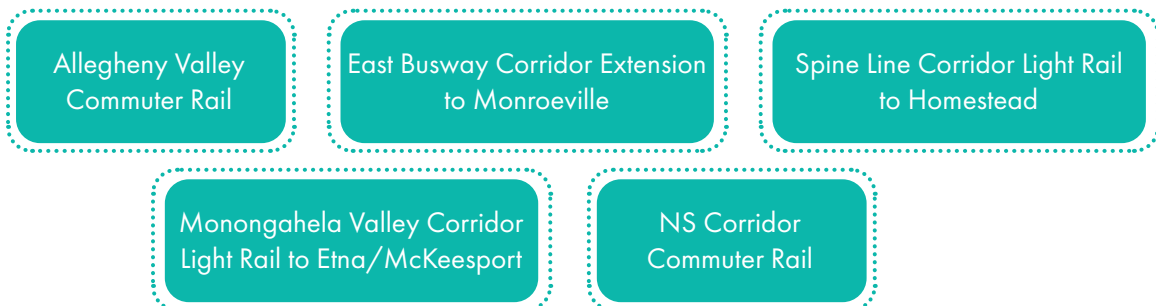 Allegheny Valley
Commuter Rail
East Busway Corridor Extension
to Monroeville
Spine Line Corridor Light Rail
to Homestead
Monongahela Valley Corridor
Light Rail to Etna/McKeesport
NS Corridor
Commuter Rail